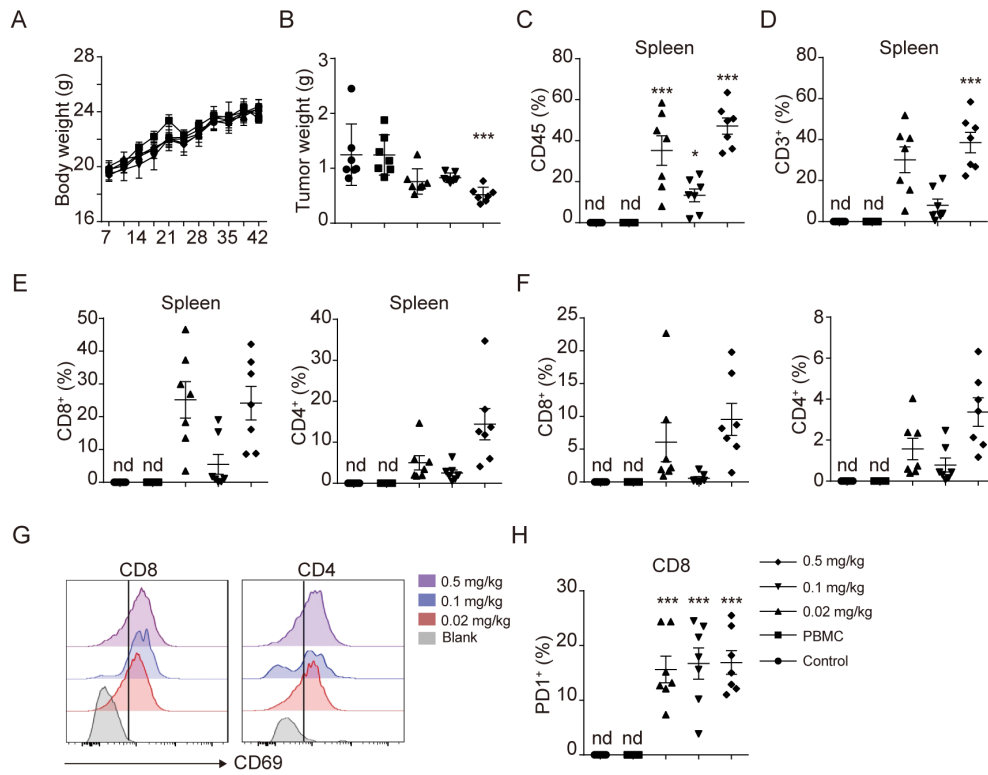 A
Body weight (g)
28
24
20
16
7 14 21 28 35 42
B
Tumor weight (g)
3
2
1
0
***
C
Spleen
CD45 (%)
80
60
40
20
0
nd nd *** * ***
D
Spleen
CD3⁺ (%)
80
60
40
20
0
nd nd ***
E
Spleen
CD8⁺ (%)
50
40
30
20
10
0
nd nd
Spleen
CD4⁺ (%)
40
30
20
10
0
nd nd
F
CD8⁺ (%)
25
20
15
10
5
0
nd nd
CD4⁺ (%)
8
6
4
2
0
nd nd
G
CD8
CD4
CD69
0.5 mg/kg
0.1 mg/kg
0.02 mg/kg
Blank
H
CD8
PD1⁺ (%)
30
20
10
0
nd nd *** *** ***
0.5 mg/kg
0.1 mg/kg
0.02 mg/kg
PBMC
Control